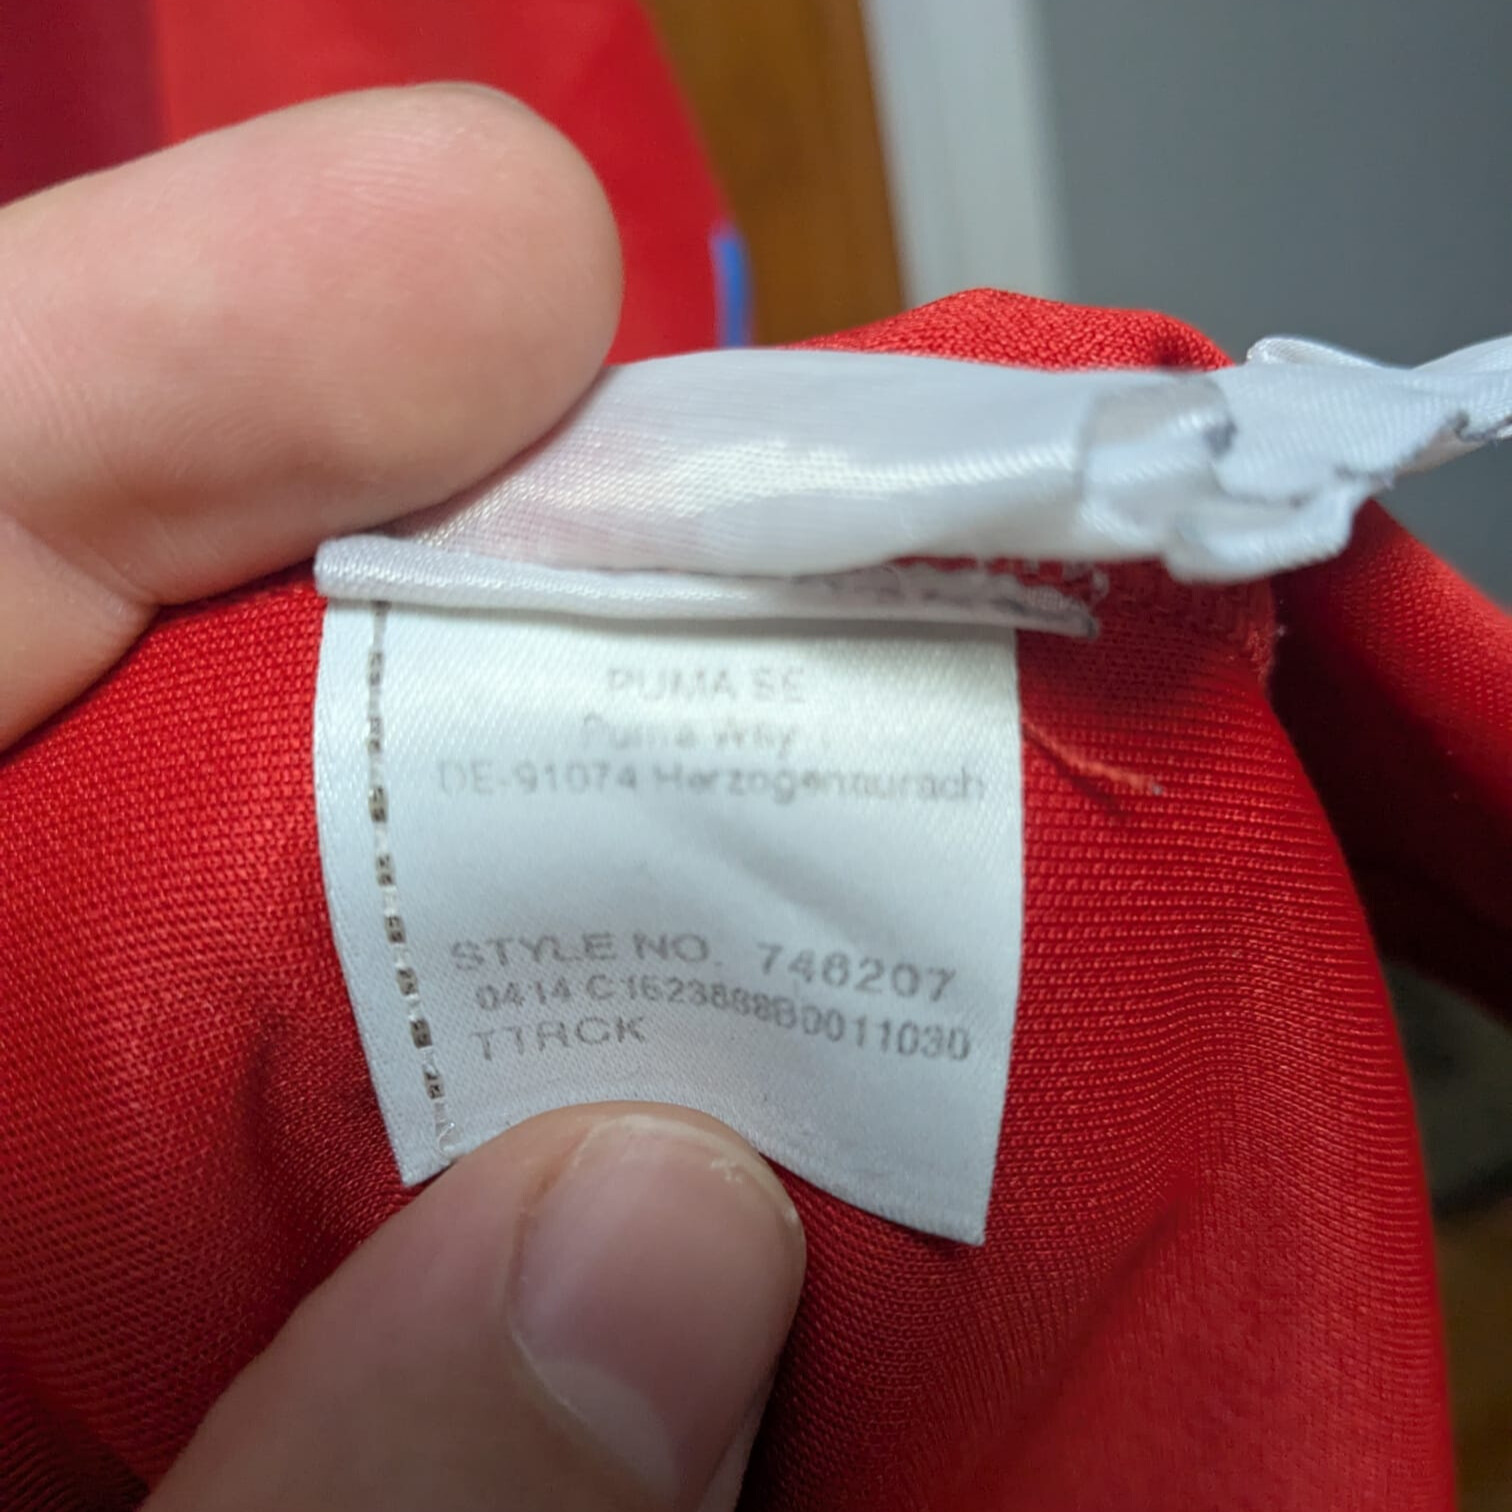 PUMA SE
Puma Way 1
DE-91074 Herzogenaurach
STYLE NO. 746207
0414 C1623888B0011030
T1RCK